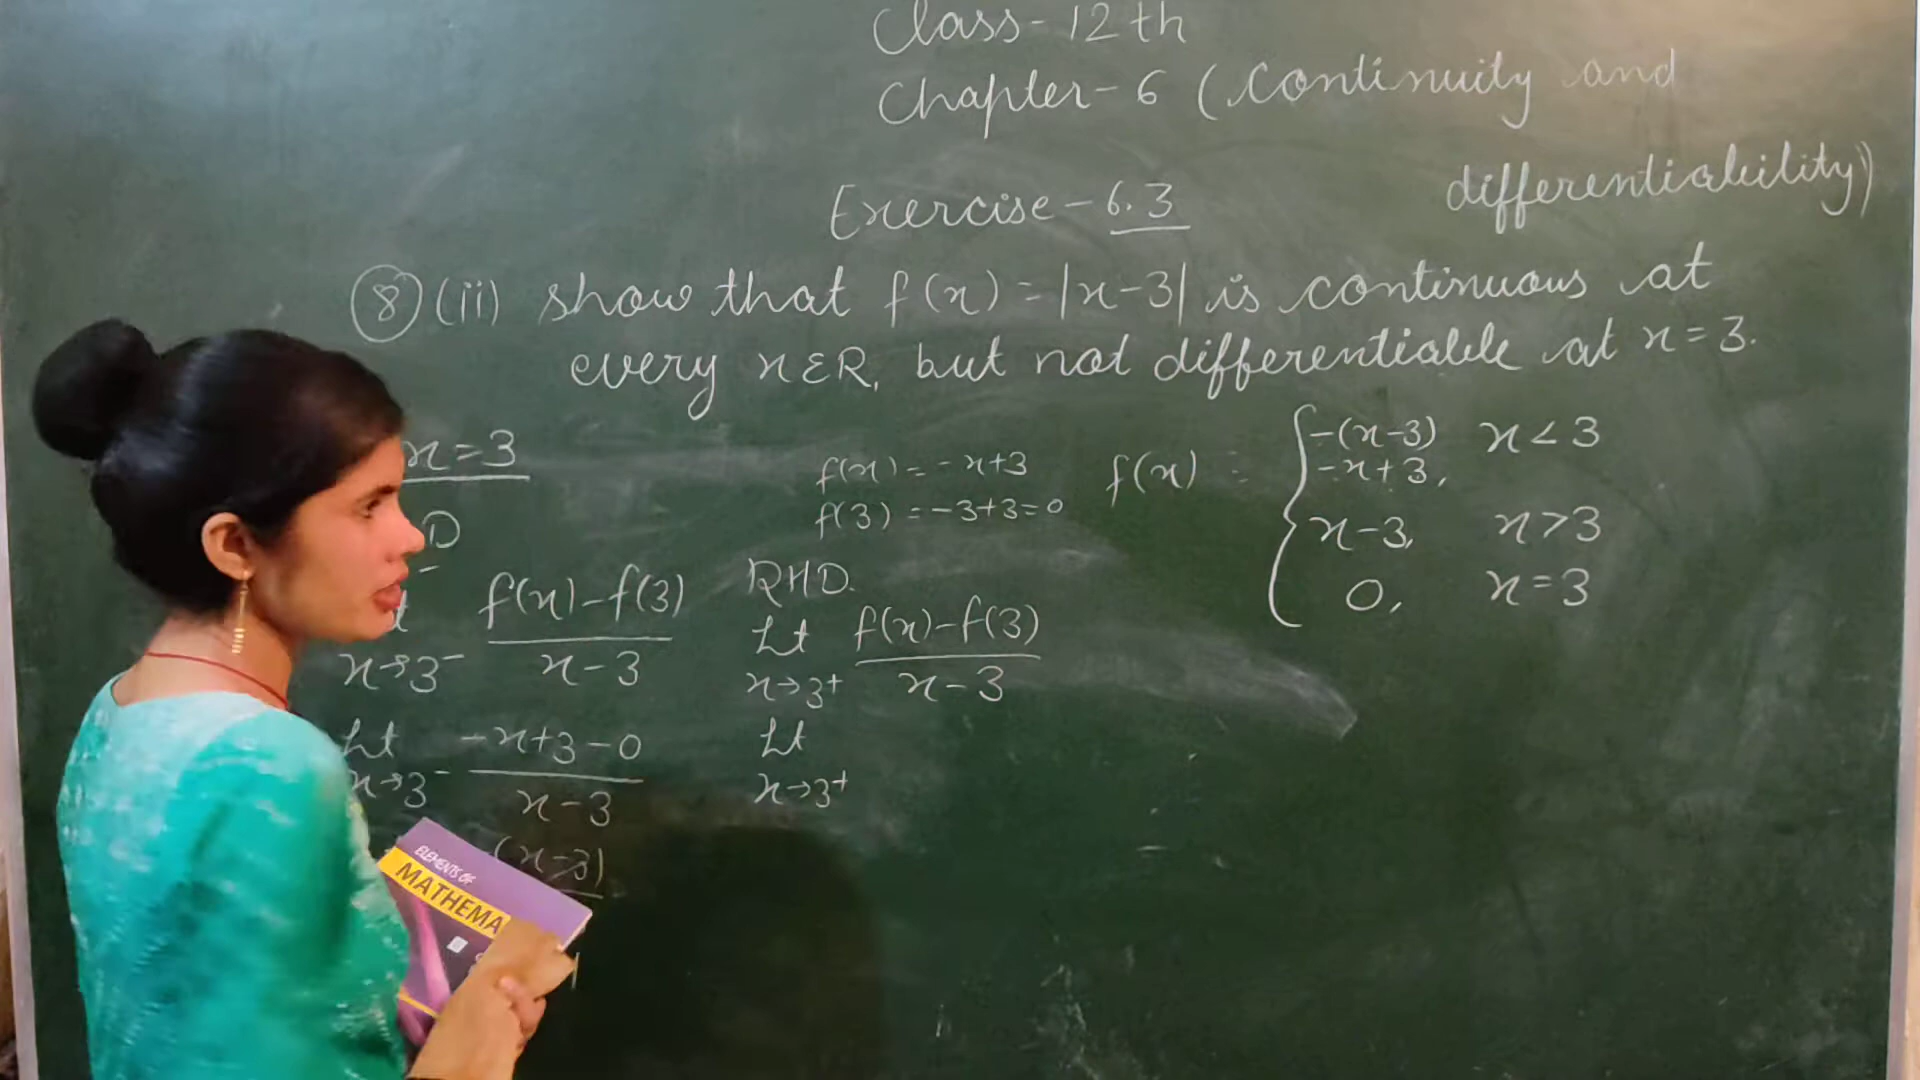 Class-12th
Chapter-6 (Continuity and
differentiability)
Exercise-6.3
8 (ii) show that f(x)=|x-3| is continuous at
every x∈R, but not differentiable at x=3.
x=3
D
f(x)-f(3)
x→3⁻ x-3
Lt -x+3-0
x→3⁻ x-3
(x-3)
f(x)=-x+3
f(3)=-3+3=0
RHD.
Lt f(x)-f(3)
x→3⁺ x-3
Lt
x→3⁺
f(x) = { -(x-3) x<3
-x+3,
x-3, x>3
0, x=3
ELEMENTS OF
MATHEMA